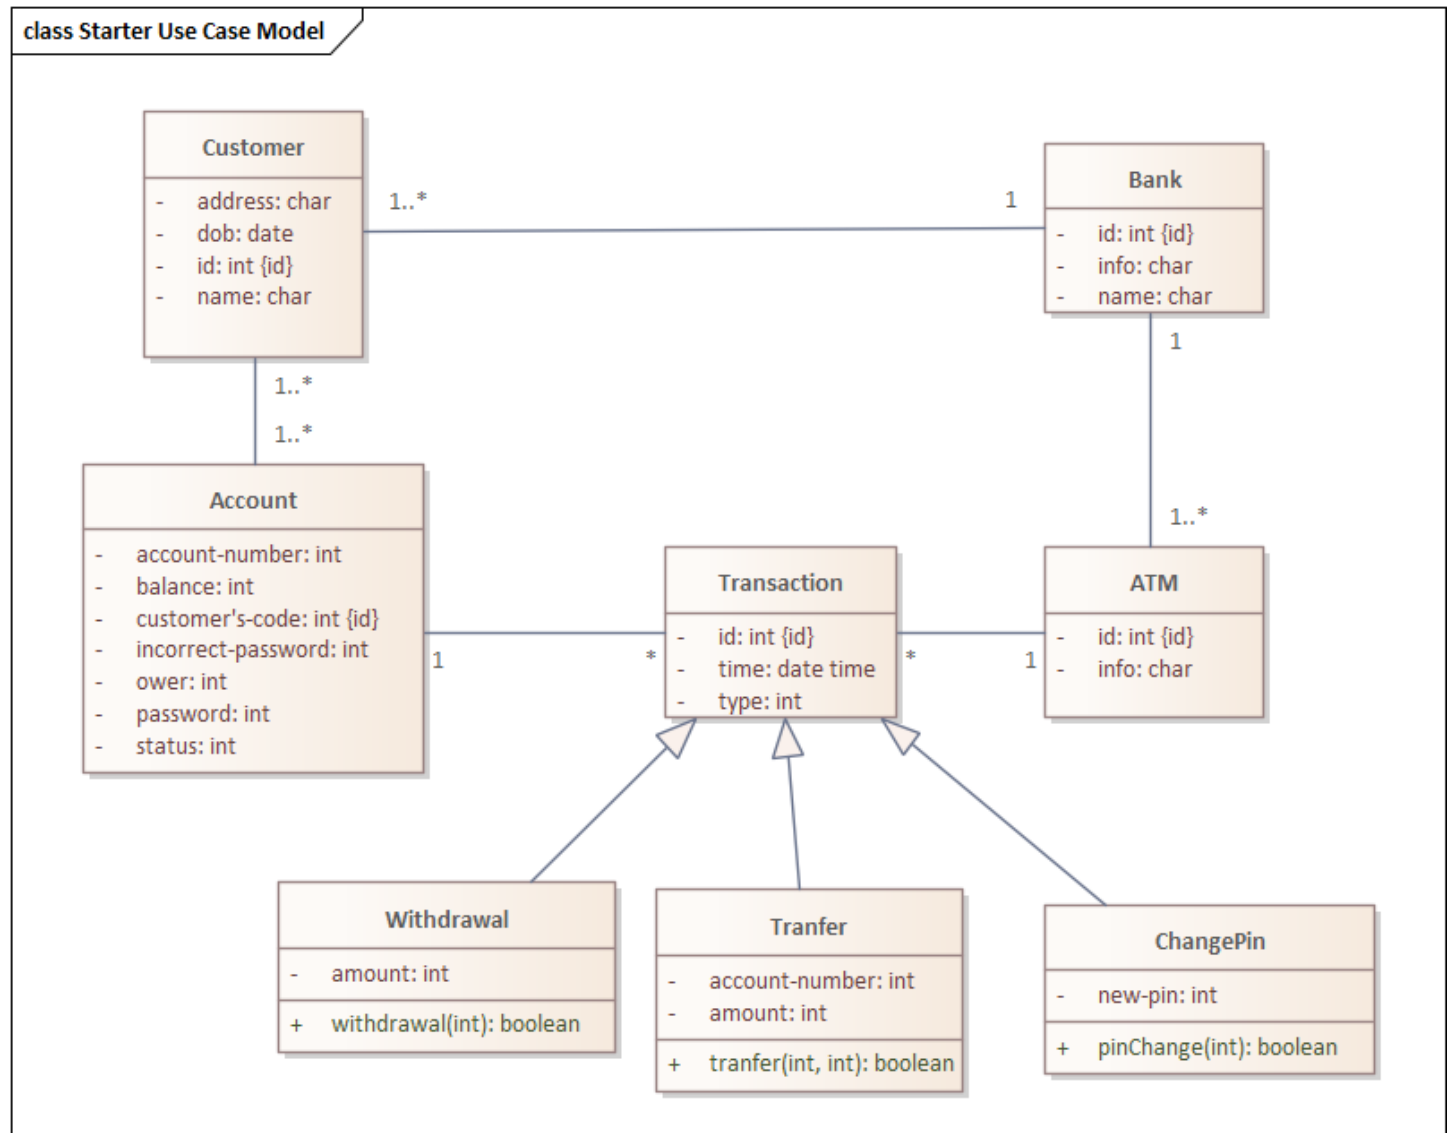 class Starter Use Case Model
Customer
- address: char
- dob: date
- id: int {id}
- name: char
1..*
1
Bank
- id: int {id}
- info: char
- name: char
1..*
1..*
1
1..*
Account
- account-number: int
- balance: int
- customer's-code: int {id}
- incorrect-password: int
- ower: int
- password: int
- status: int
1
*
Transaction
- id: int {id}
- time: date time
- type: int
*
1
ATM
- id: int {id}
- info: char
Withdrawal
- amount: int
+ withdrawal(int): boolean
Tranfer
- account-number: int
- amount: int
+ tranfer(int, int): boolean
ChangePin
- new-pin: int
+ pinChange(int): boolean